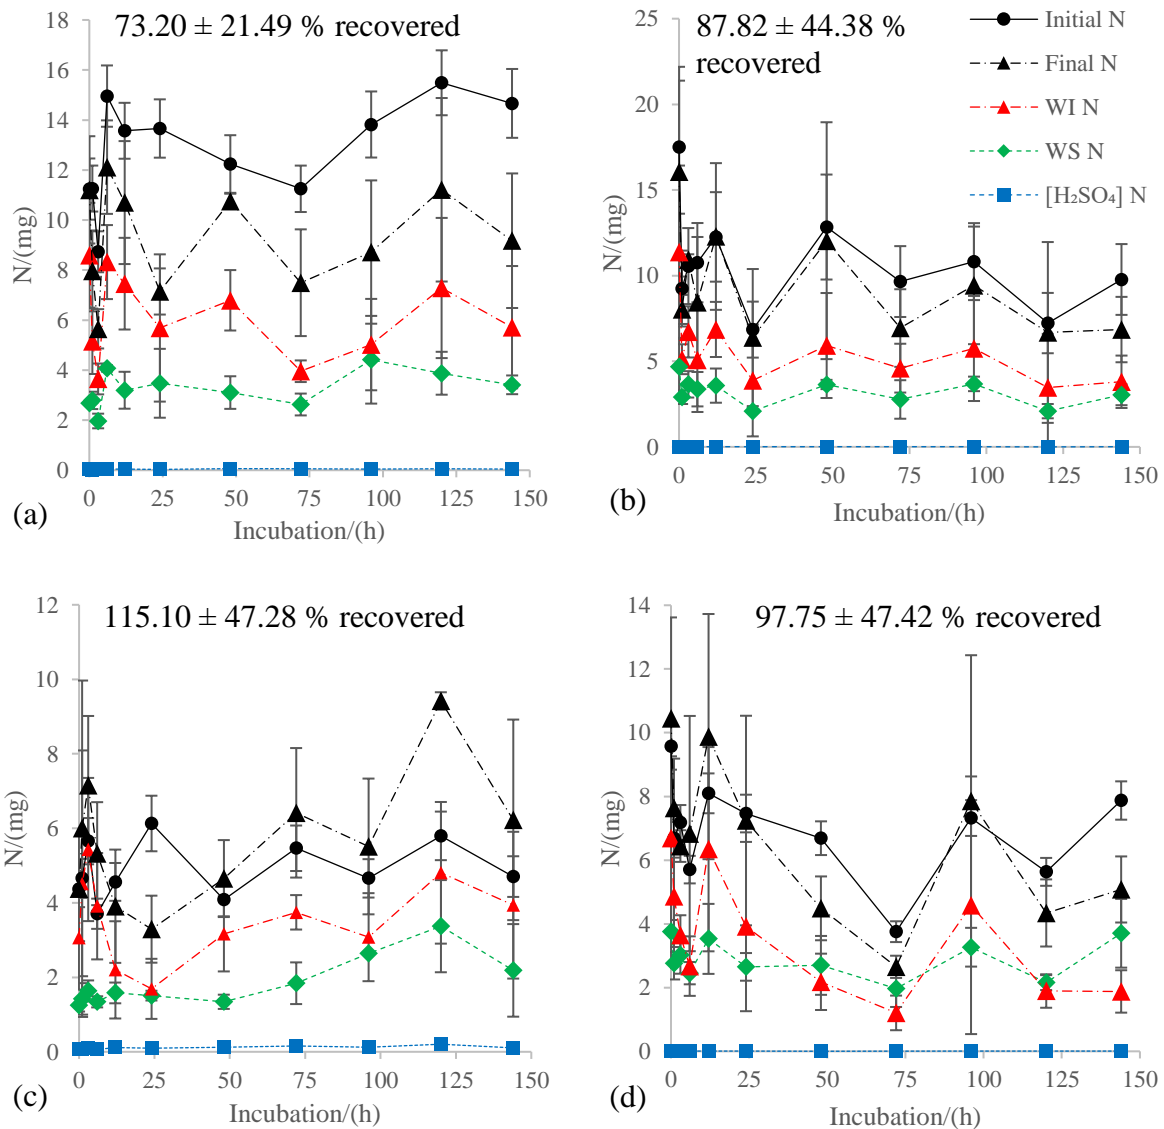 73.20 ± 21.49 % recovered
18
16
14
12
10
8
6
4
2
0
N/(mg)
0
25
50
75
100
125
150
Incubation/(h)
(a)
87.82 ± 44.38 %
recovered
25
20
15
10
5
0
N/(mg)
0
25
50
75
100
125
150
Incubation/(h)
(b)
Initial N
Final N
WI N
WS N
[H₂SO₄] N
115.10 ± 47.28 % recovered
12
10
8
6
4
2
0
N/(mg)
0
25
50
75
100
125
150
Incubation/(h)
(c)
97.75 ± 47.42 % recovered
14
12
10
8
6
4
2
0
N/(mg)
0
25
50
75
100
125
150
Incubation/(h)
(d)